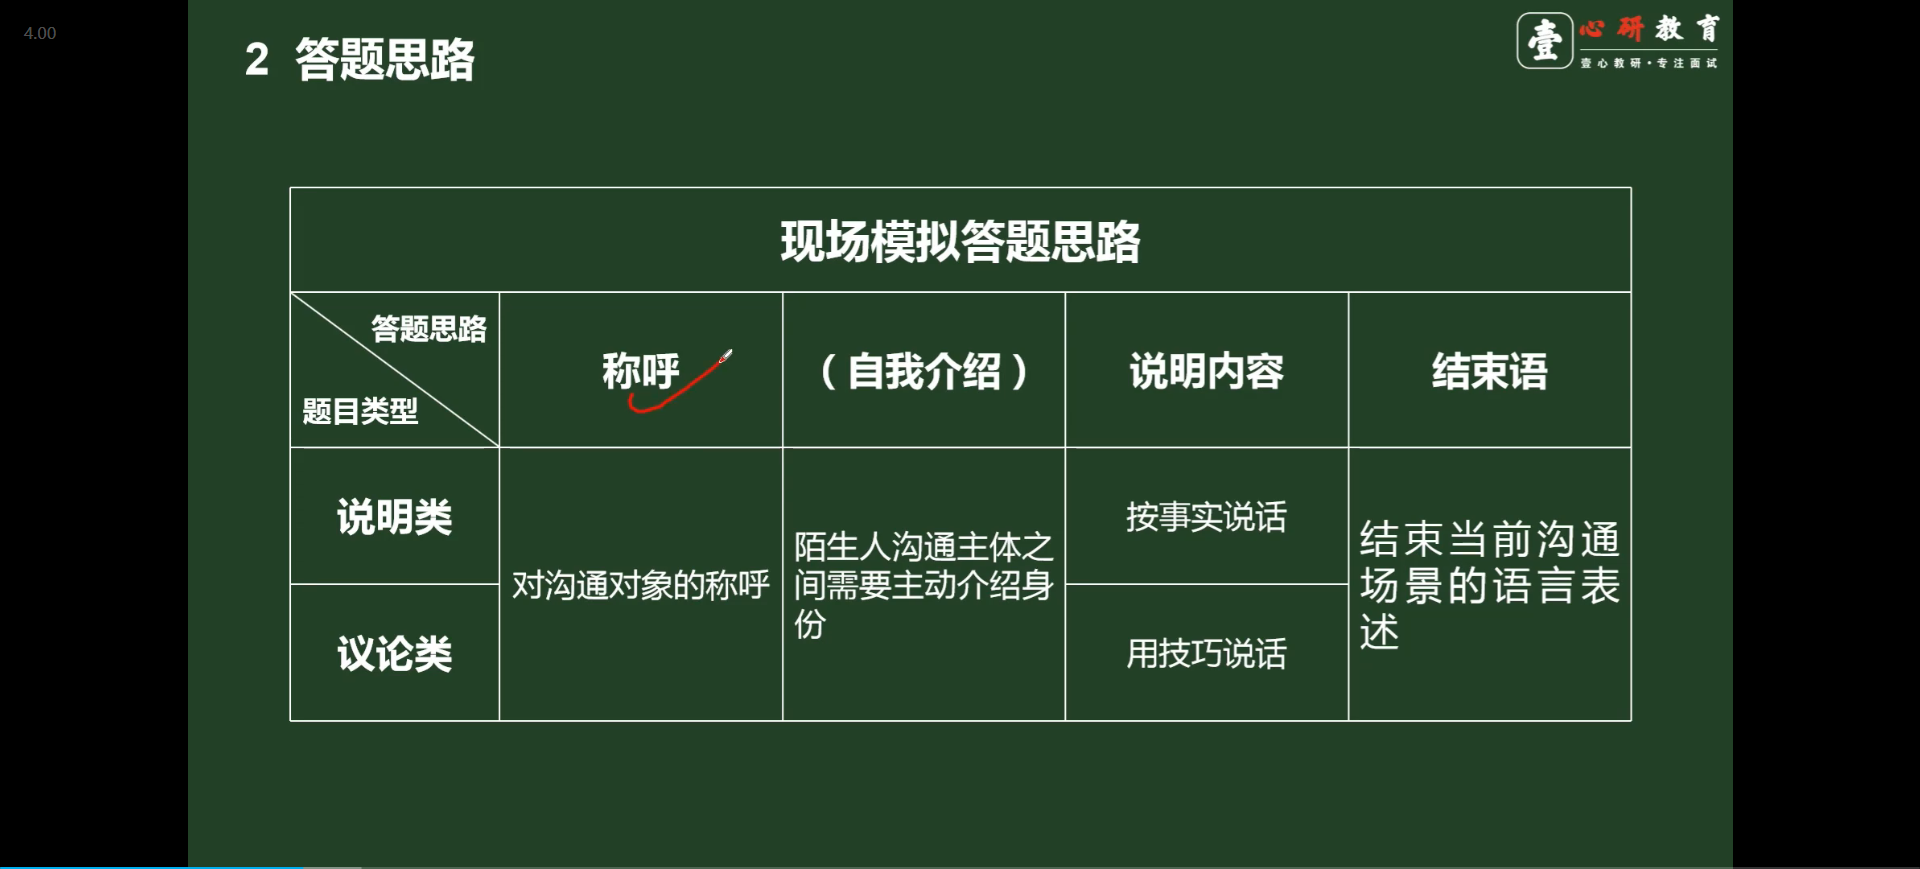 4.00
2 答题思路
壹
心研教育
壹心教研•专注面试
现场模拟答题思路
答题思路
题目类型
称呼
（自我介绍）
说明内容
结束语
说明类
对沟通对象的称呼
陌生人沟通主体之
间需要主动介绍身
份
按事实说话
结束当前沟通
场景的语言表
述
议论类
用技巧说话